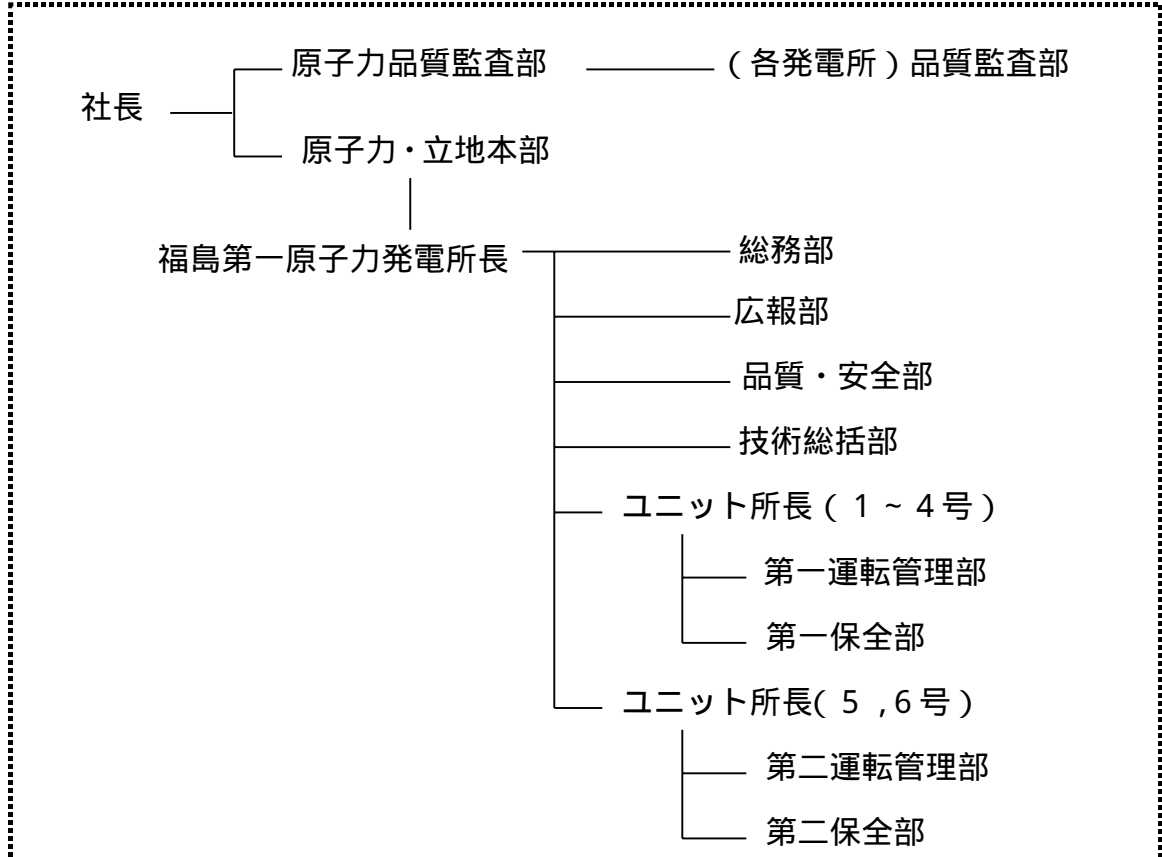 原子力品質監査部 (各発電所)品質監査部
社長
原子力・立地本部
福島第一原子力発電所長 総務部
広報部
品質・安全部
技術総括部
ユニット所長(1~4号)
第一運転管理部
第一保全部
ユニット所長(5,6号)
第二運転管理部
第二保全部